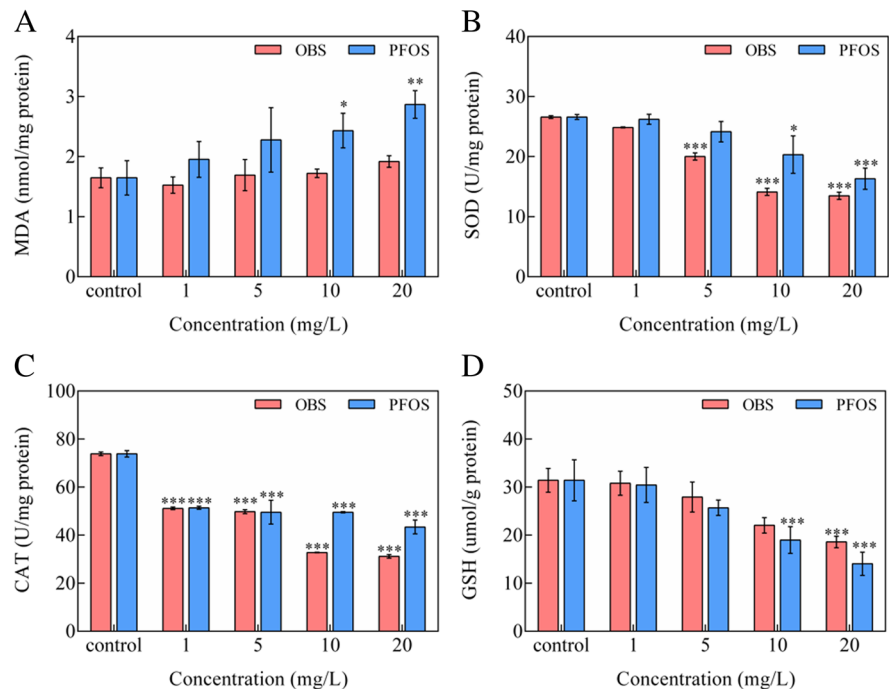 A
MDA (nmol/mg protein)
4
3
2
1
0
OBS PFOS
*
**
control 1 5 10 20
Concentration (mg/L)
B
SOD (U/mg protein)
40
30
20
10
0
OBS PFOS
***
***
*
***
***
control 1 5 10 20
Concentration (mg/L)
C
CAT (U/mg protein)
100
80
60
40
20
0
OBS PFOS
***
***
***
***
***
***
***
***
control 1 5 10 20
Concentration (mg/L)
D
GSH (umol/g protein)
50
40
30
20
10
0
OBS PFOS
***
***
***
control 1 5 10 20
Concentration (mg/L)